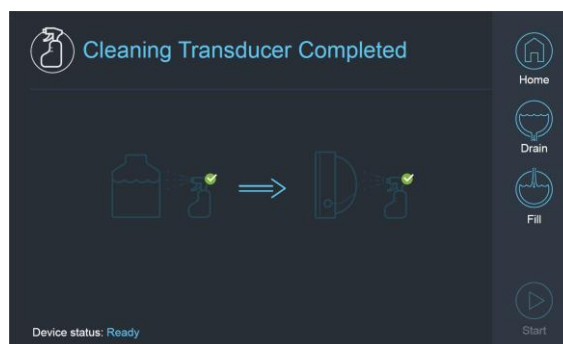 Cleaning Transducer Completed
Home
Drain
Fill
Start
Device status: Ready